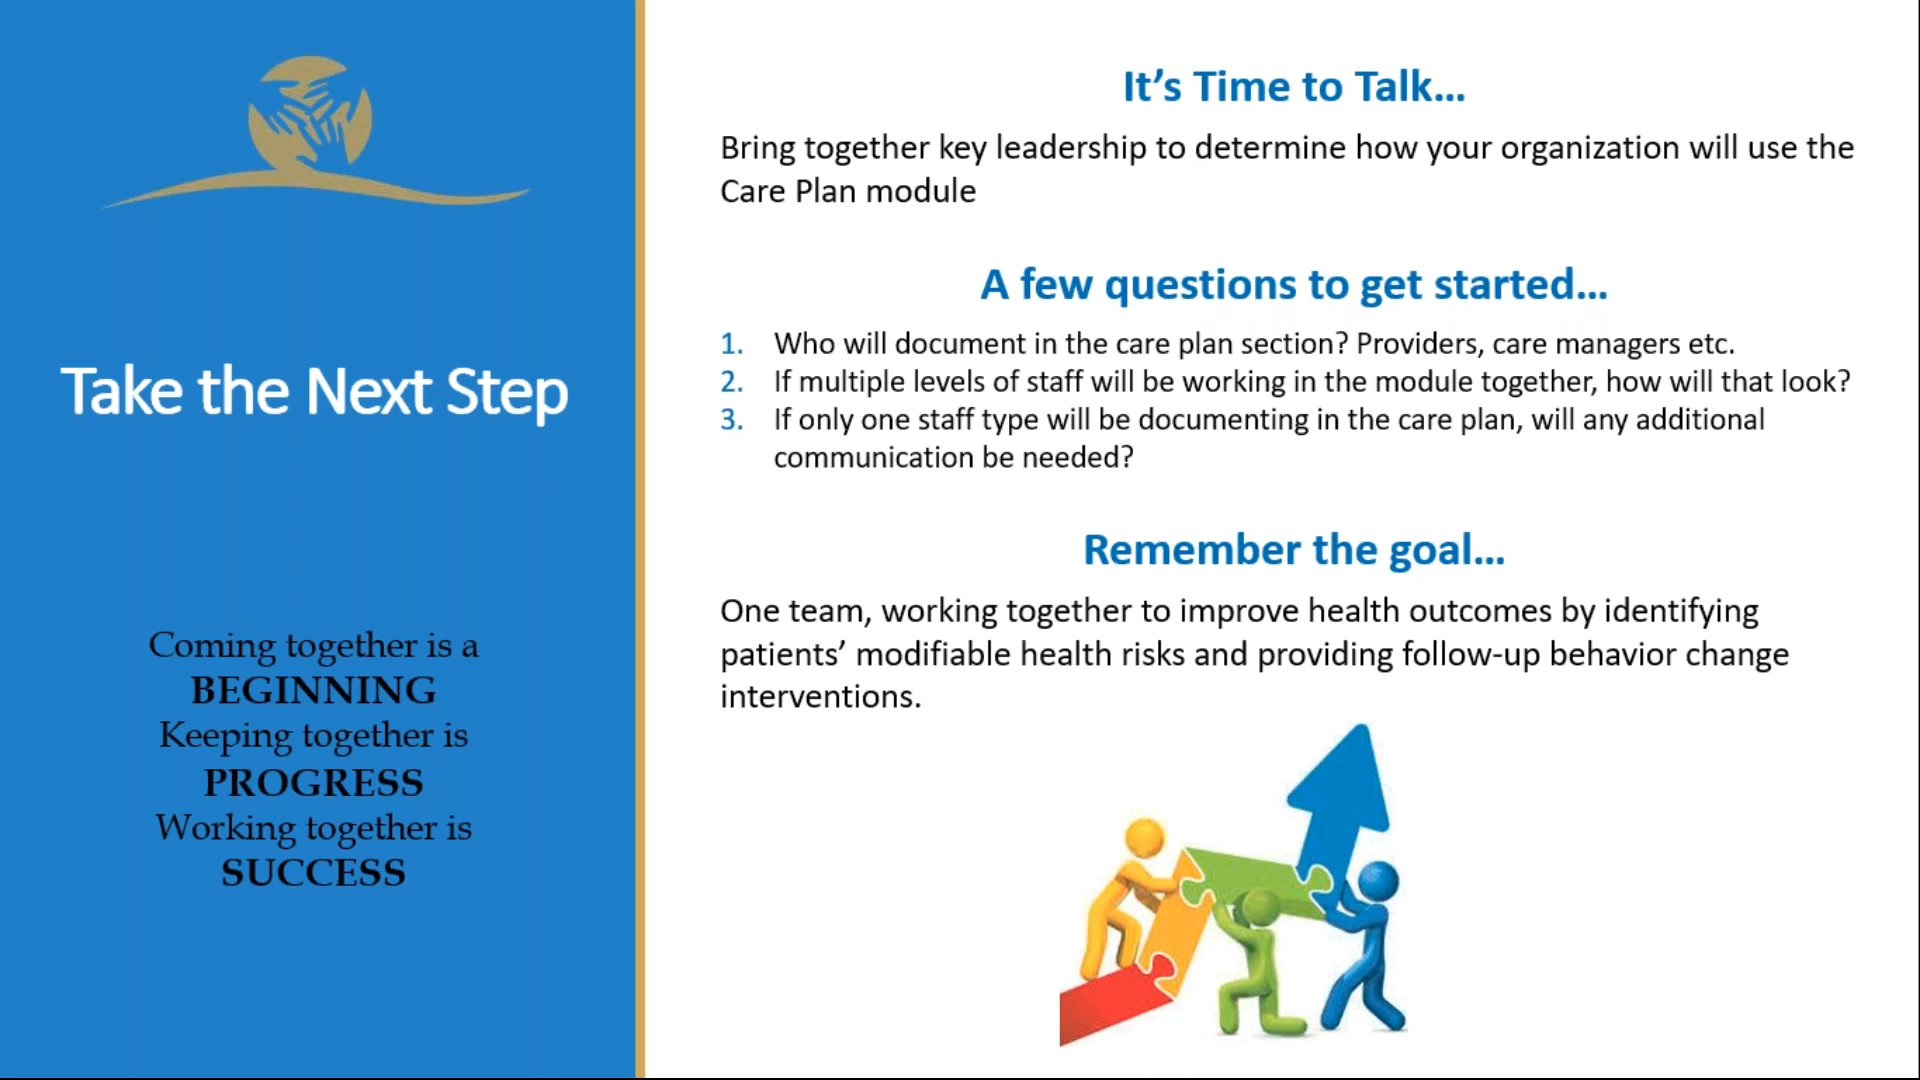 Take the Next Step
Coming together is a
BEGINNING
Keeping together is
PROGRESS
Working together is
SUCCESS
It’s Time to Talk…
Bring together key leadership to determine how your organization will use the
Care Plan module
A few questions to get started…
1. Who will document in the care plan section? Providers, care managers etc.
2. If multiple levels of staff will be working in the module together, how will that look?
3. If only one staff type will be documenting in the care plan, will any additional
communication be needed?
Remember the goal…
One team, working together to improve health outcomes by identifying
patients’ modifiable health risks and providing follow-up behavior change
interventions.